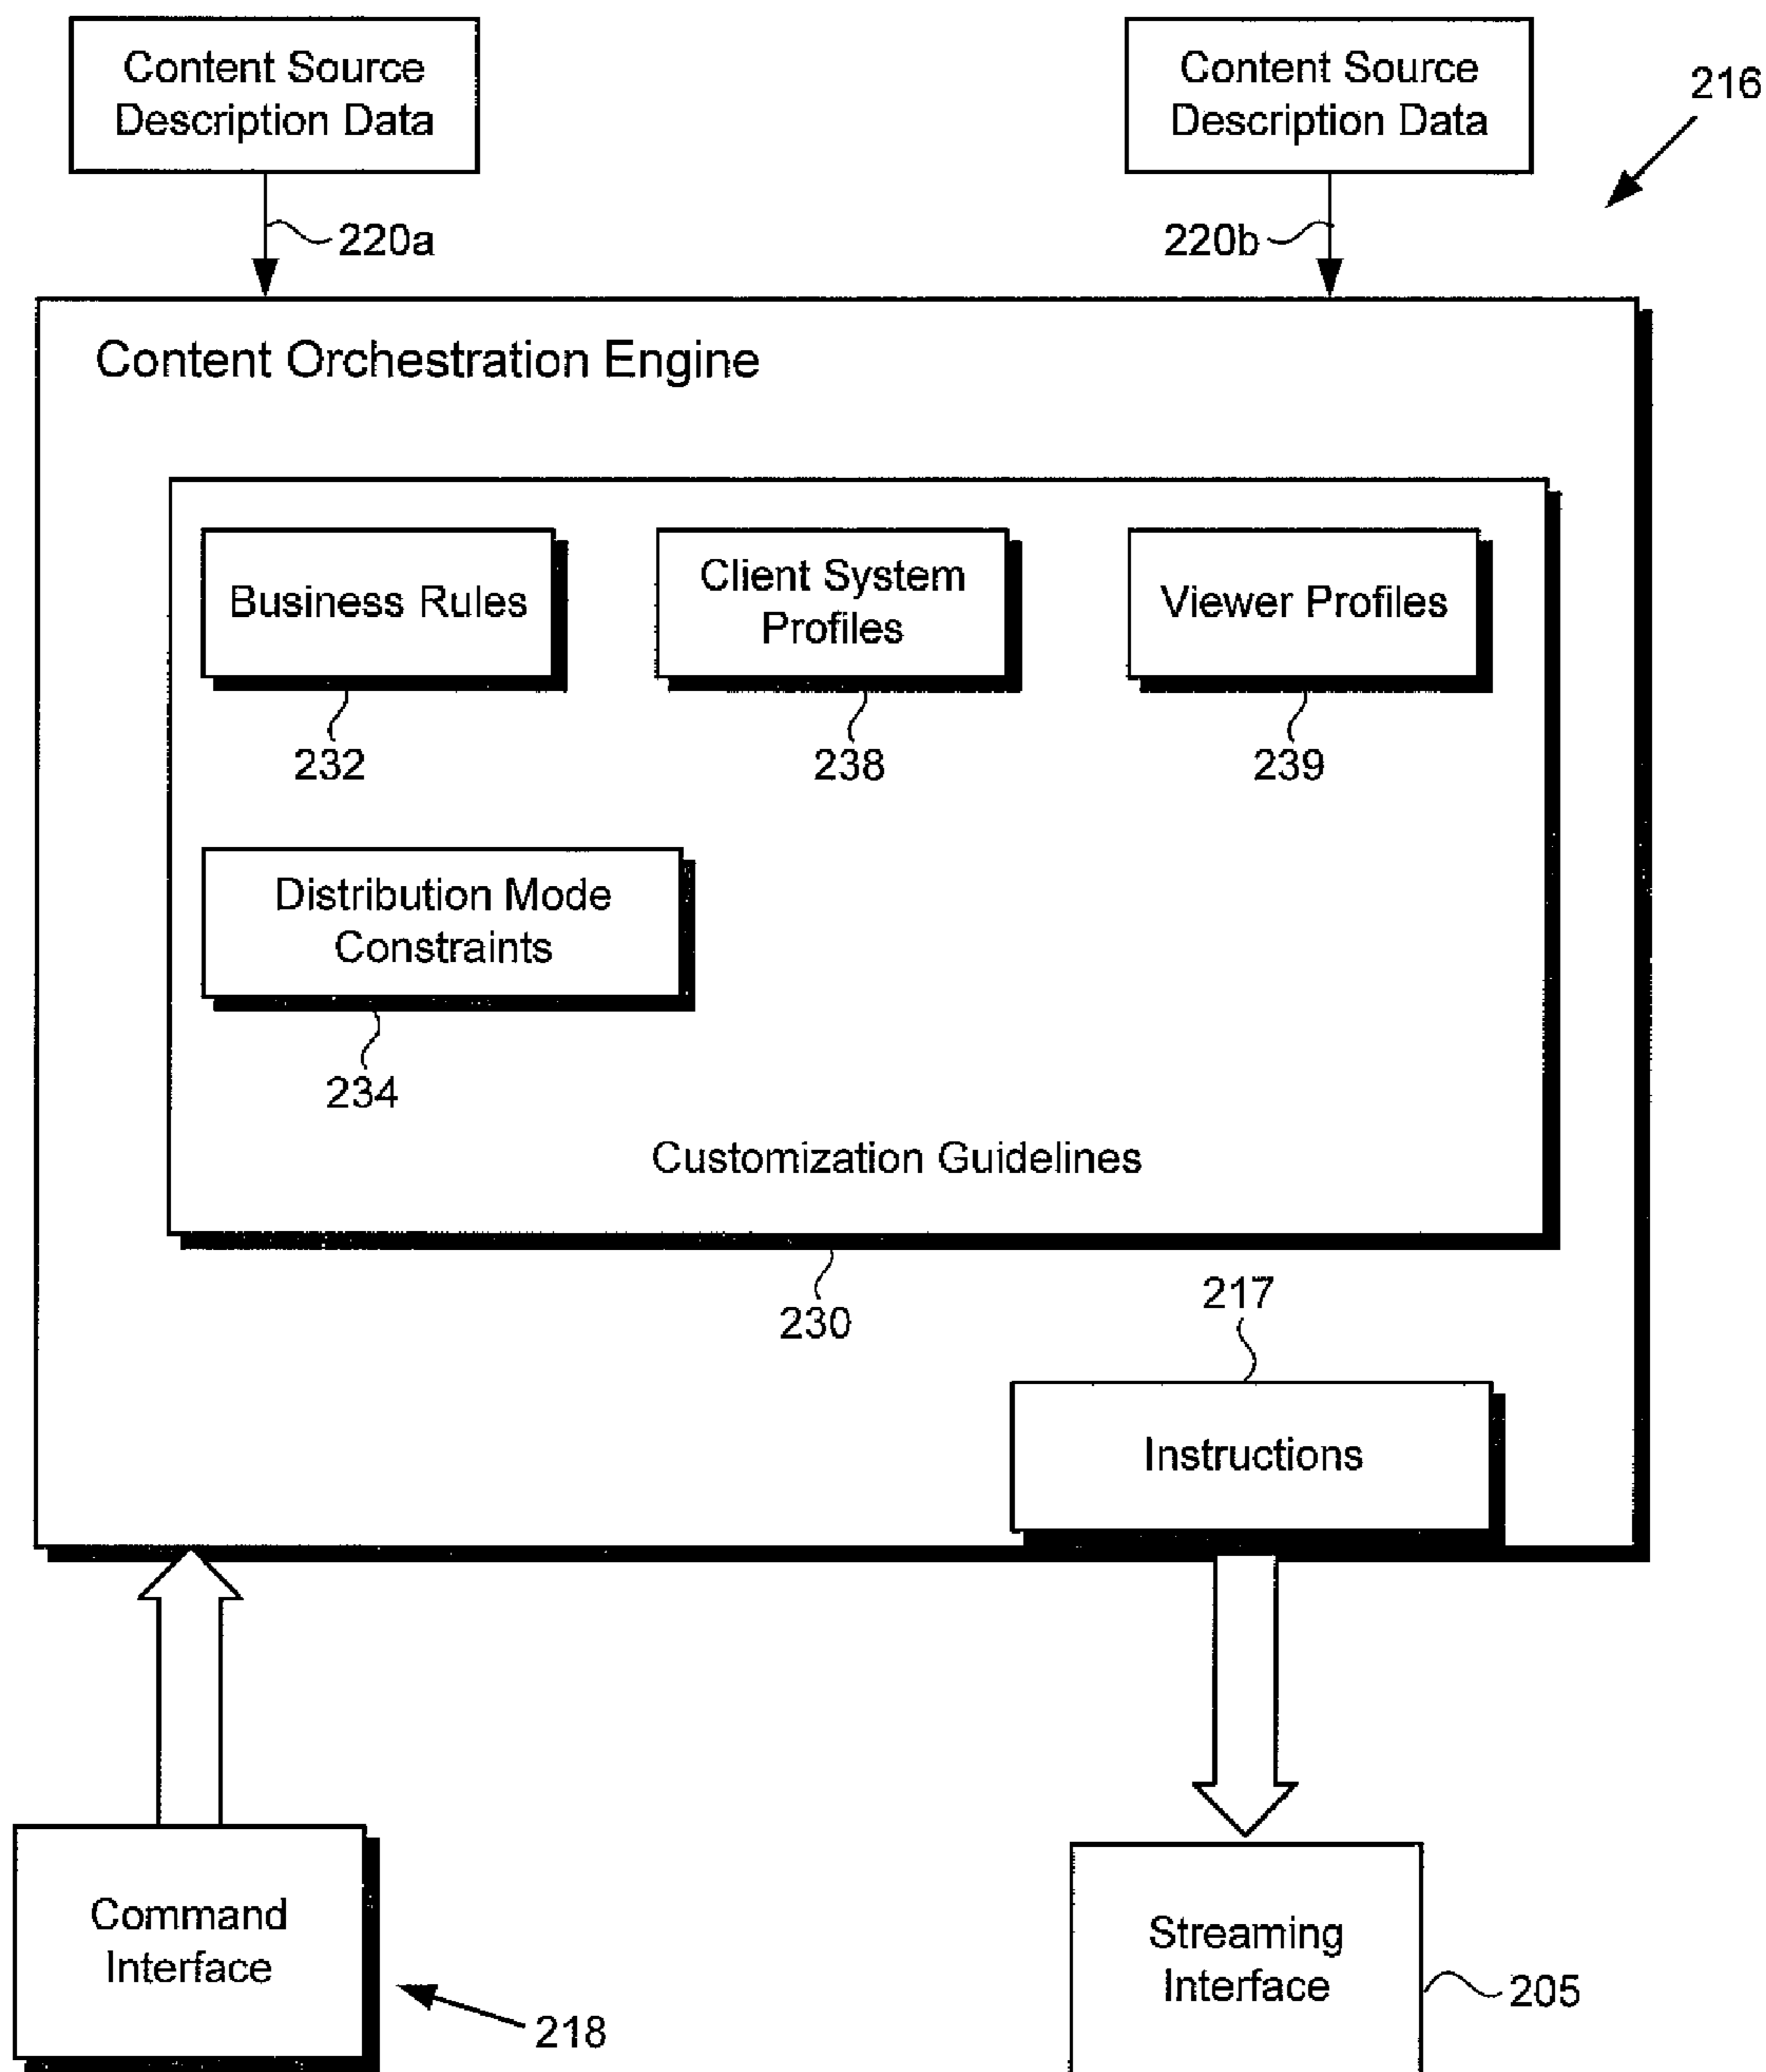 Content Source
Description Data
Content Source
Description Data
216
220a
220b
Content Orchestration Engine
Business Rules
Client System
Profiles
Viewer Profiles
232
238
239
Distribution Mode
Constraints
234
Customization Guidelines
230
217
Instructions
Command
Interface
218
Streaming
Interface
205